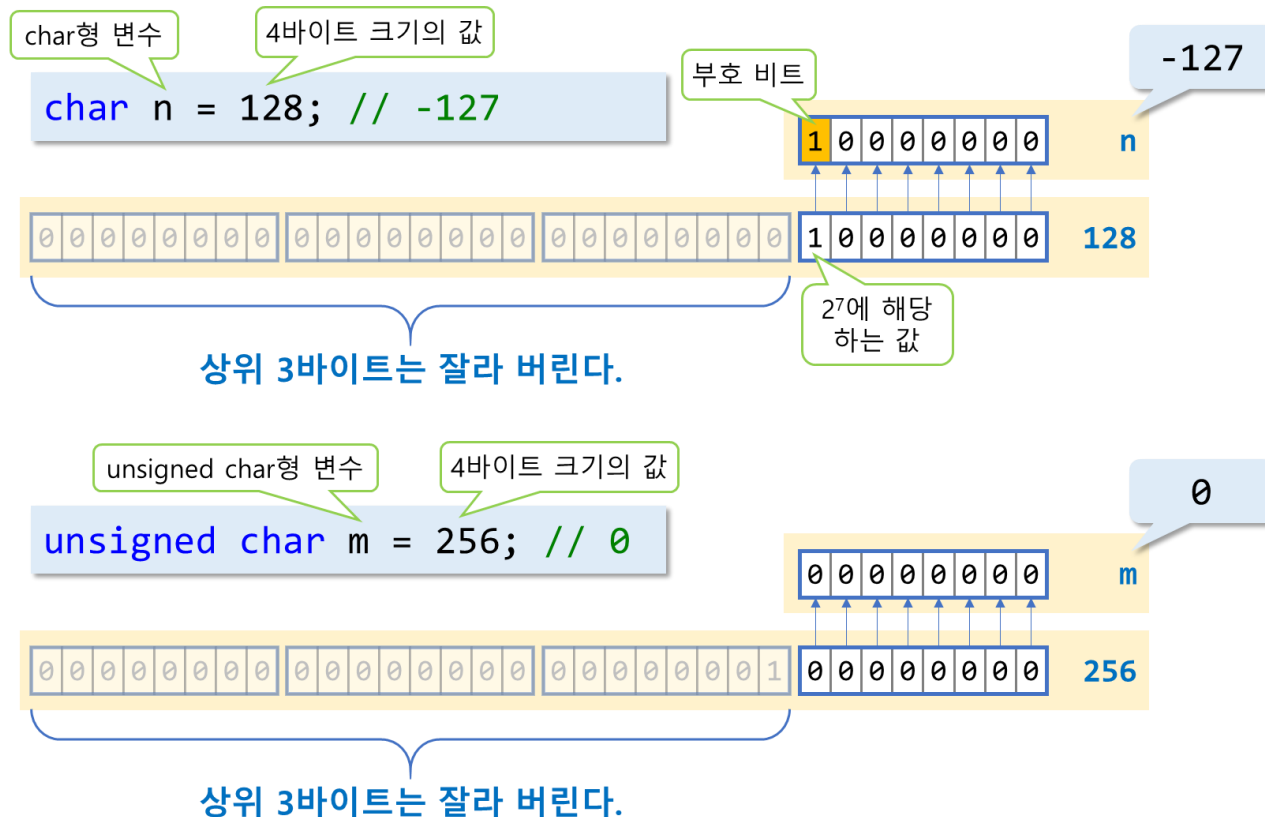 char형 변수
4바이트 크기의 값
char n = 128; // -127
부호 비트
-127
1 0 0 0 0 0 0 0 n
0 0 0 0 0 0 0 0 0 0 0 0 0 0 0 0 0 0 0 0 0 0 0 0 1 0 0 0 0 0 0 0 128
2⁷에 해당
하는 값
상위 3바이트는 잘라 버린다.
unsigned char형 변수
4바이트 크기의 값
unsigned char m = 256; // 0
0
0 0 0 0 0 0 0 0 m
0 0 0 0 0 0 0 0 0 0 0 0 0 0 0 0 0 0 0 0 0 0 0 1 0 0 0 0 0 0 0 0 256
상위 3바이트는 잘라 버린다.